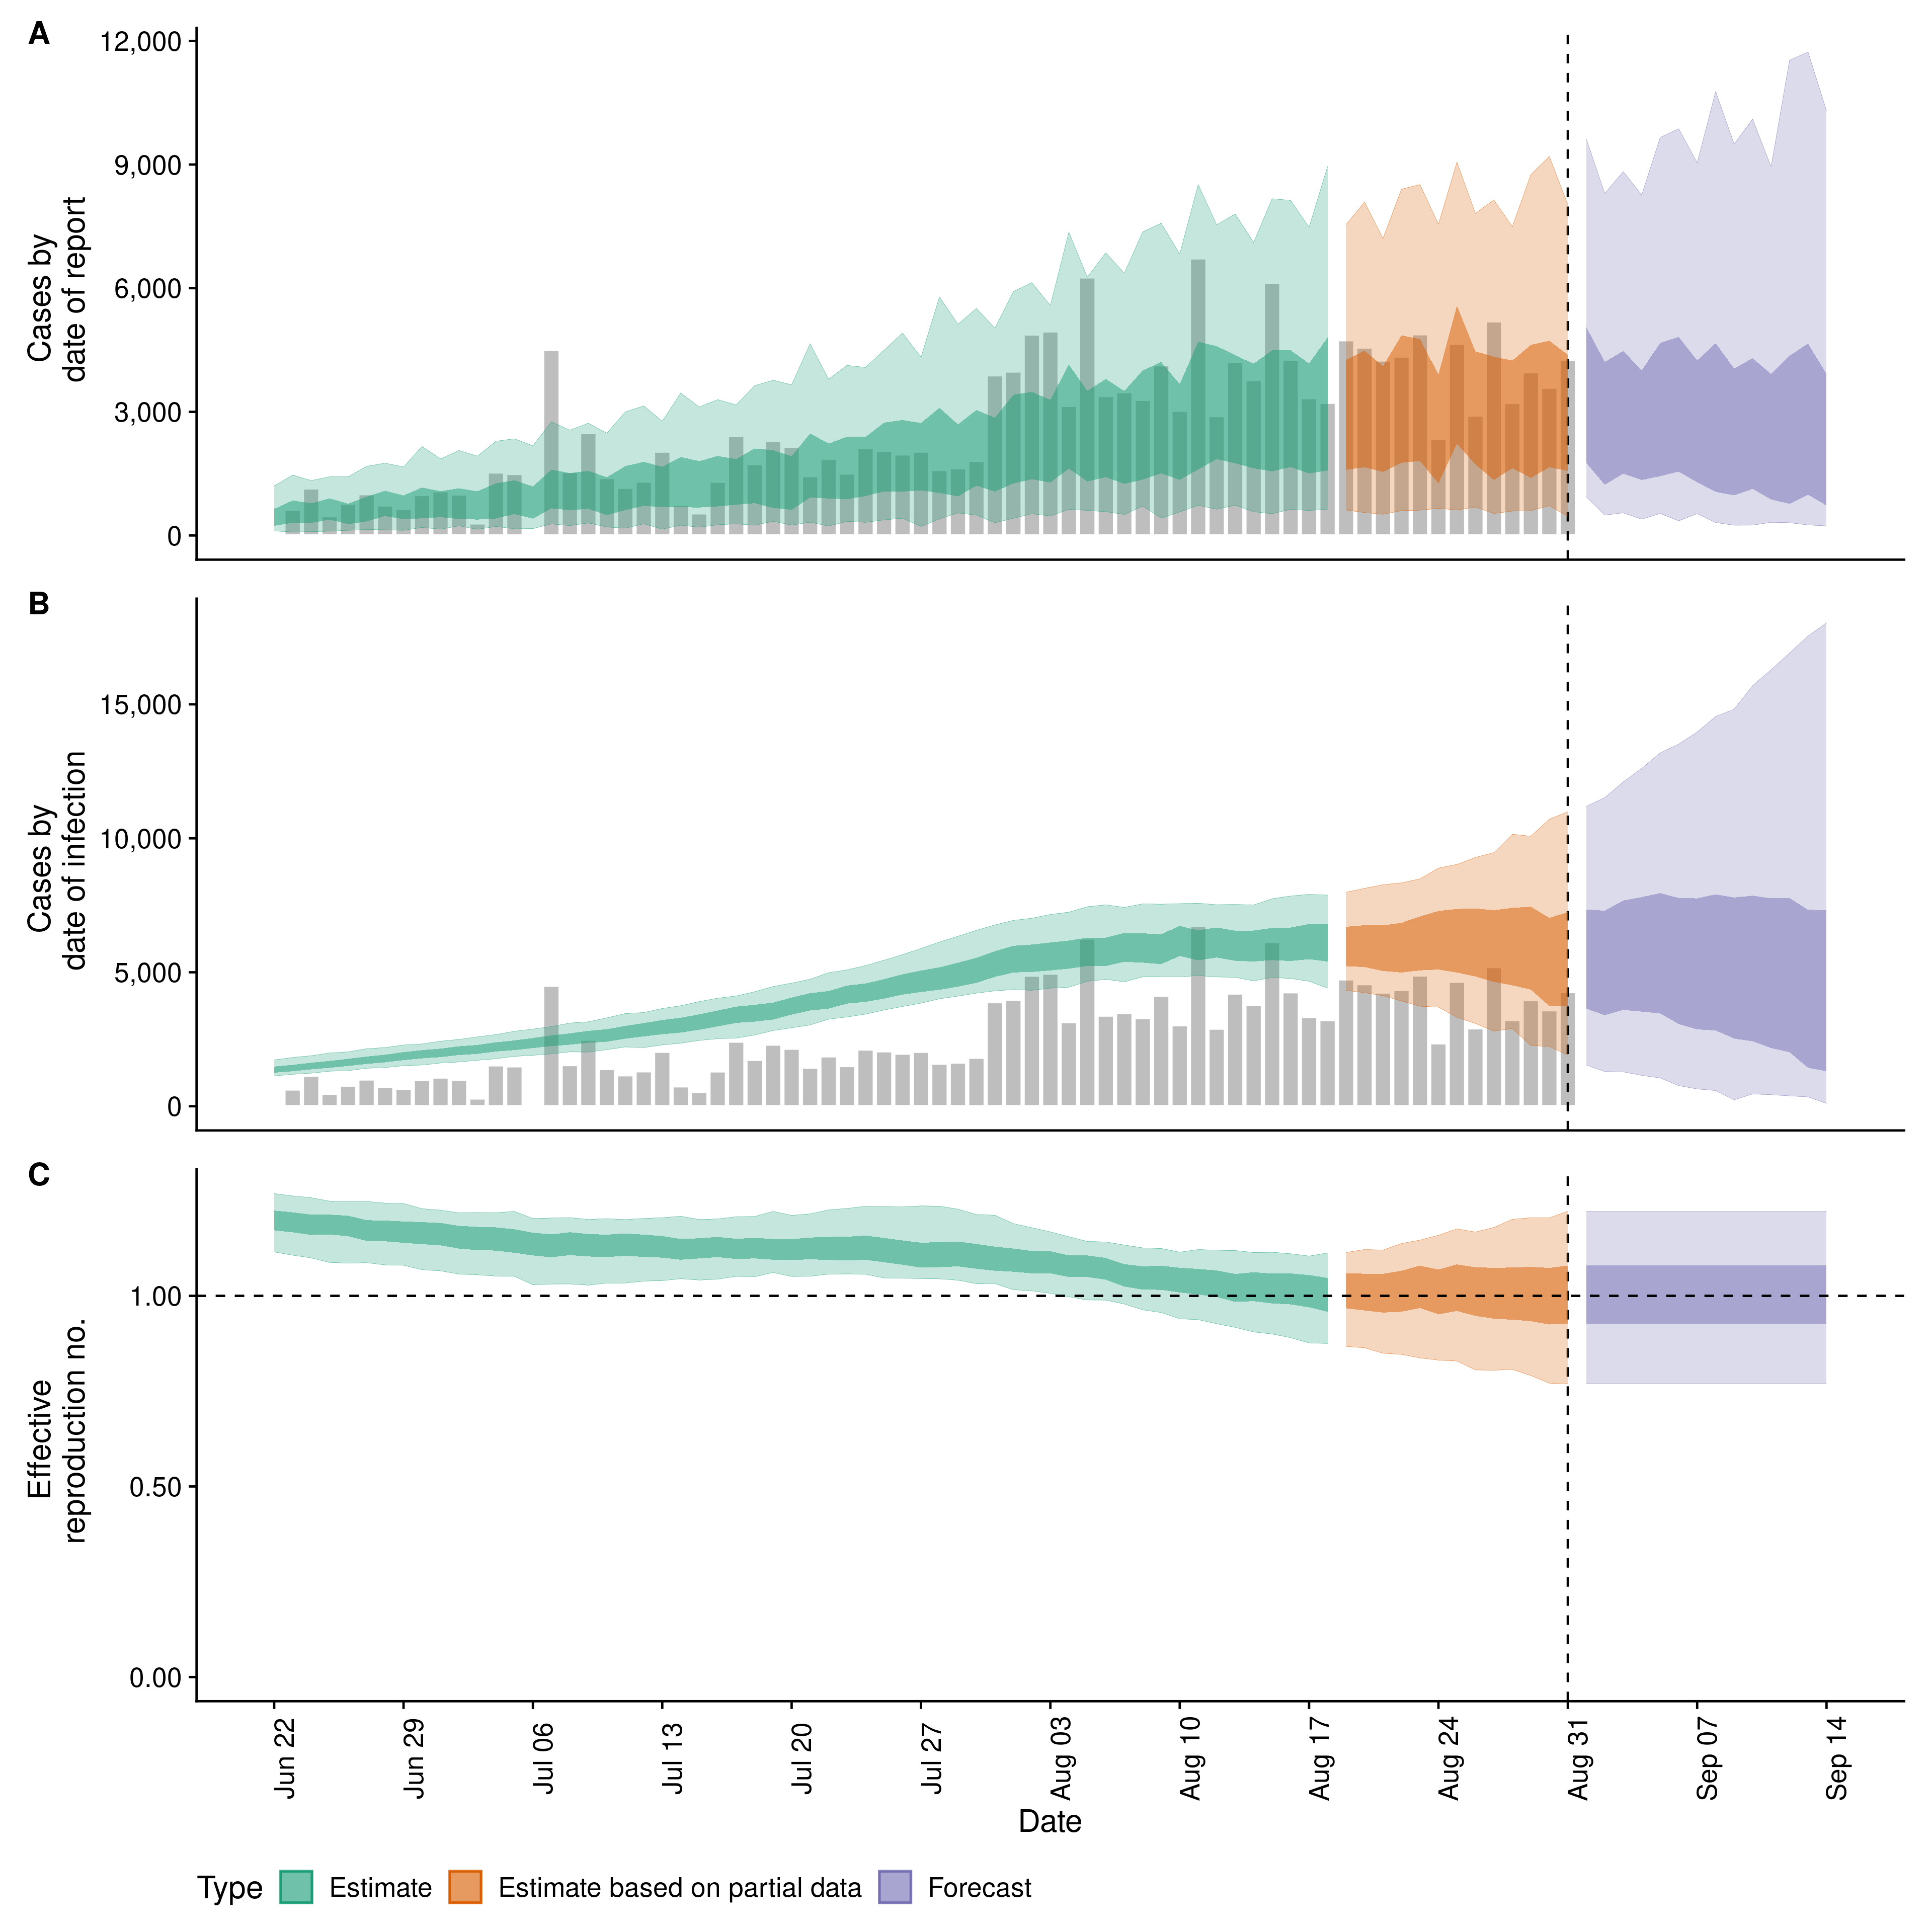 A
12,000
9,000
6,000
3,000
0
Cases by
date of report
B
15,000
10,000
5,000
0
Cases by
date of infection
C
1.00
0.50
0.00
Effective
reproduction no.
Jun 22
Jun 29
Jul 06
Jul 13
Jul 20
Jul 27
Aug 03
Aug 10
Aug 17
Aug 24
Aug 31
Sep 07
Sep 14
Date
Type Estimate Estimate based on partial data Forecast